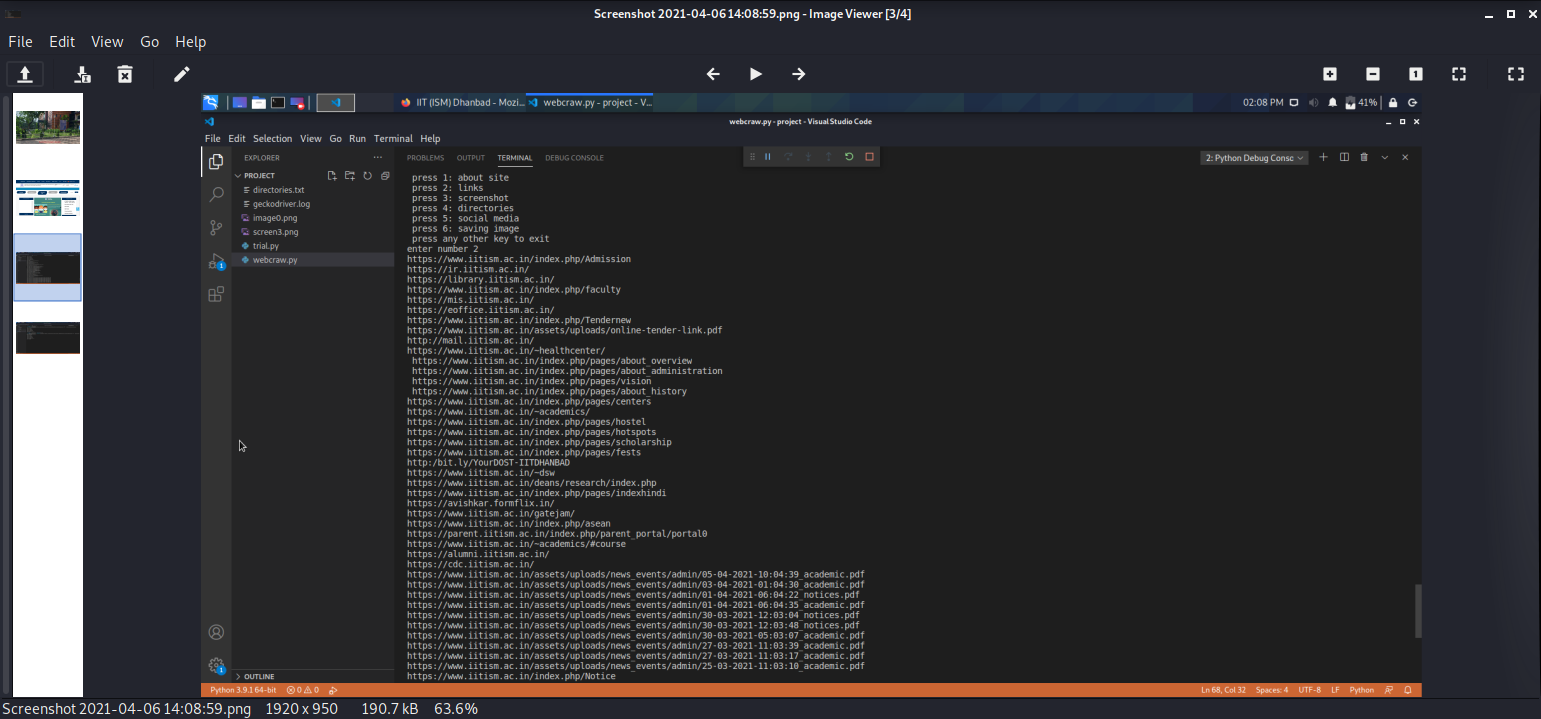 Screenshot 2021-04-06 14:08:59.png - Image Viewer [3/4]
File Edit View Go Help
IIT (ISM) Dhanbad - Mozi... webcraw.py - project - V... 02:08 PM 41%
webcraw.py - project - Visual Studio Code
File Edit Selection View Go Run Terminal Help
EXPLORER ... PROBLEMS OUTPUT TERMINAL DEBUG CONSOLE 2: Python Debug Consc
PROJECT
directories.txt
geckodriver.log
image0.png
screen3.png
trial.py
webcraw.py
1
press 1: about site
press 2: links
press 3: screenshot
press 4: directories
press 5: social media
press 6: saving image
press any other key to exit
enter number 2
https://www.iitism.ac.in/index.php/Admission
https://ir.iitism.ac.in/
https://library.iitism.ac.in/
https://www.iitism.ac.in/index.php/faculty
https://mis.iitism.ac.in/
https://eoffice.iitism.ac.in/
https://www.iitism.ac.in/index.php/Tendernew
https://www.iitism.ac.in/assets/uploads/online-tender-link.pdf
http://mail.iitism.ac.in/
https://www.iitism.ac.in/~healthcenter/
https://www.iitism.ac.in/index.php/pages/about_overview
https://www.iitism.ac.in/index.php/pages/about_administration
https://www.iitism.ac.in/index.php/pages/vision
https://www.iitism.ac.in/index.php/pages/about_history
https://www.iitism.ac.in/index.php/pages/centers
https://www.iitism.ac.in/~academics/
https://www.iitism.ac.in/index.php/pages/hostel
https://www.iitism.ac.in/index.php/pages/hotspots
https://www.iitism.ac.in/index.php/pages/scholarship
https://www.iitism.ac.in/index.php/pages/fests
http:/bit.ly/YourDOST-IITDHANBAD
https://www.iitism.ac.in/~dsw
https://www.iitism.ac.in/deans/research/index.php
https://www.iitism.ac.in/index.php/pages/indexhindi
https://avishkar.formflix.in/
https://www.iitism.ac.in/gatejam/
https://www.iitism.ac.in/index.php/asean
https://parent.iitism.ac.in/index.php/parent_portal/portal0
https://www.iitism.ac.in/~academics/#course
https://alumni.iitism.ac.in/
https://cdc.iitism.ac.in/
https://www.iitism.ac.in/assets/uploads/news_events/admin/05-04-2021-10:04:39_academic.pdf
https://www.iitism.ac.in/assets/uploads/news_events/admin/03-04-2021-01:04:30_academic.pdf
https://www.iitism.ac.in/assets/uploads/news_events/admin/01-04-2021-06:04:22_notices.pdf
https://www.iitism.ac.in/assets/uploads/news_events/admin/01-04-2021-06:04:35_academic.pdf
https://www.iitism.ac.in/assets/uploads/news_events/admin/30-03-2021-12:03:04_notices.pdf
https://www.iitism.ac.in/assets/uploads/news_events/admin/30-03-2021-12:03:48_notices.pdf
https://www.iitism.ac.in/assets/uploads/news_events/admin/30-03-2021-05:03:07_academic.pdf
https://www.iitism.ac.in/assets/uploads/news_events/admin/27-03-2021-11:03:39_academic.pdf
https://www.iitism.ac.in/assets/uploads/news_events/admin/27-03-2021-11:03:17_academic.pdf
https://www.iitism.ac.in/assets/uploads/news_events/admin/25-03-2021-11:03:10_academic.pdf
https://www.iitism.ac.in/index.php/Notice
1
OUTLINE
Python 3.9.1 64-bit 0 0 Ln 68, Col 32 Spaces: 4 UTF-8 LF Python
Screenshot 2021-04-06 14:08:59.png 1920 x 950 190.7 kB 63.6%